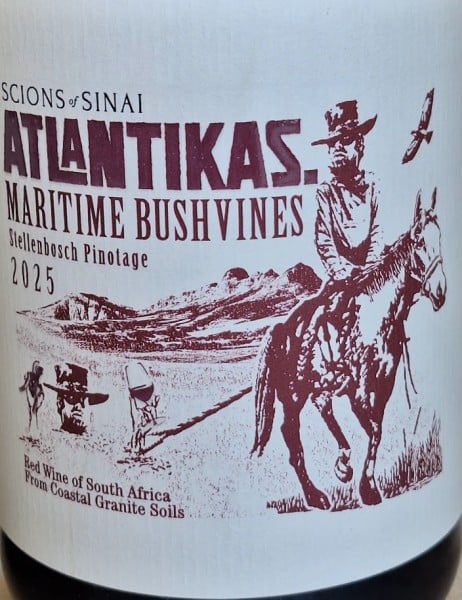 SCIONS of SINAI
ATLANTIKAS.
MARITIME BUSHVINES
Stellenbosch Pinotage
2025
Red Wine of South Africa
From Coastal Granite Soils